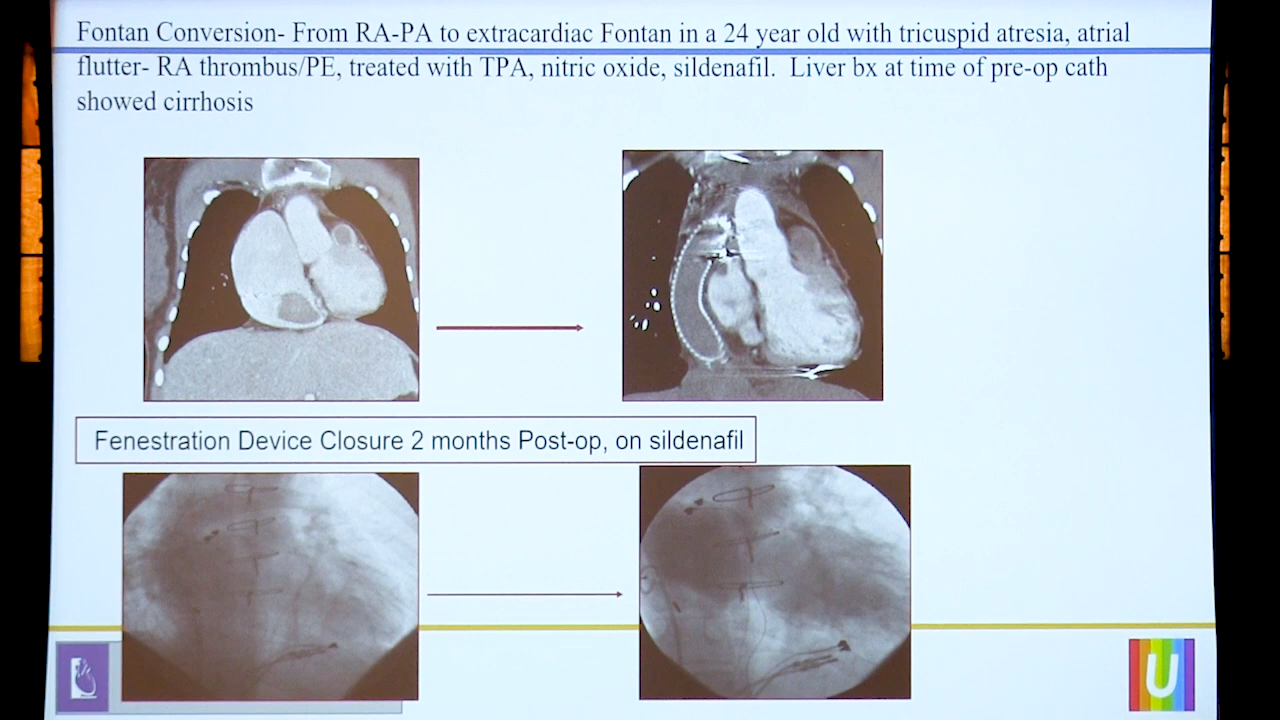 Fontan Conversion- From RA-PA to extracardiac Fontan in a 24 year old with tricuspid atresia, atrial
flutter- RA thrombus/PE, treated with TPA, nitric oxide, sildenafil.  Liver bx at time of pre-op cath
showed cirrhosis
Fenestration Device Closure 2 months Post-op, on sildenafil
U